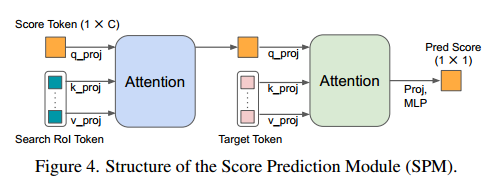 Score Token (1 × C)
q_proj
k_proj
v_proj
Search RoI Token
Attention
q_proj
k_proj
v_proj
Target Token
Attention
Proj,
MLP
Pred Score
(1 × 1)
Figure 4. Structure of the Score Prediction Module (SPM).